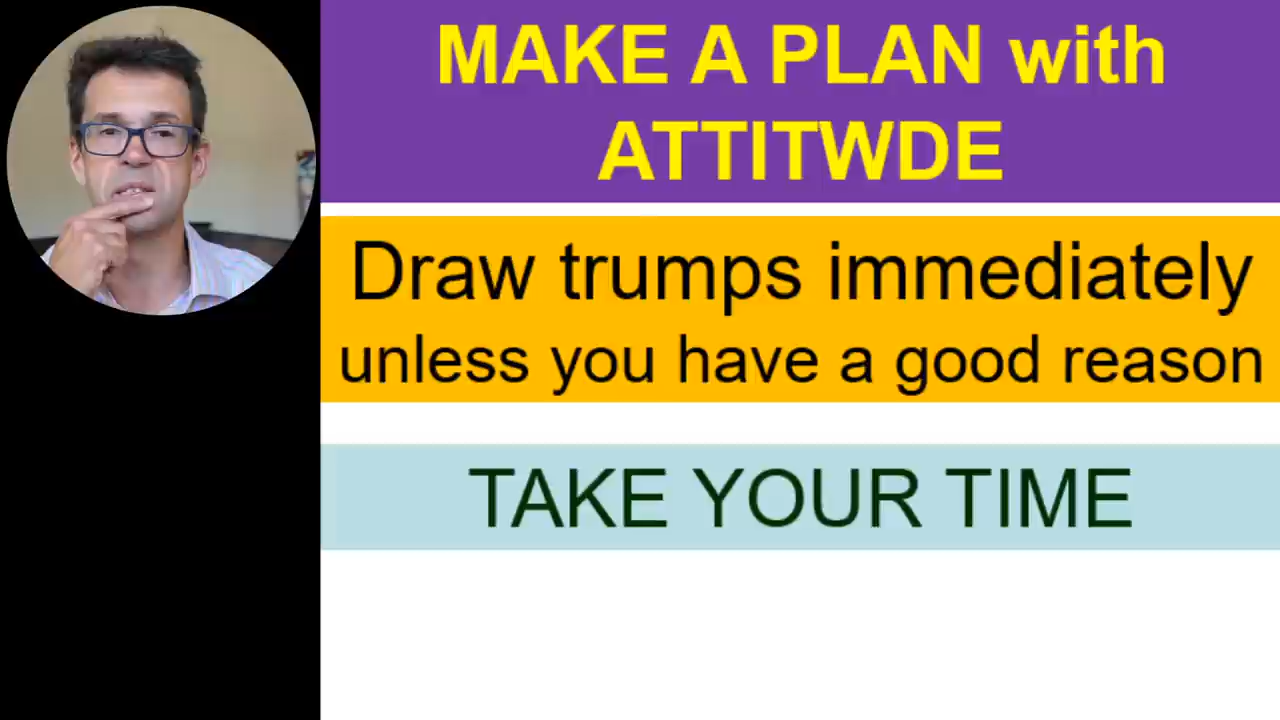 MAKE A PLAN with
ATTITWDE
Draw trumps immediately
unless you have a good reason
TAKE YOUR TIME